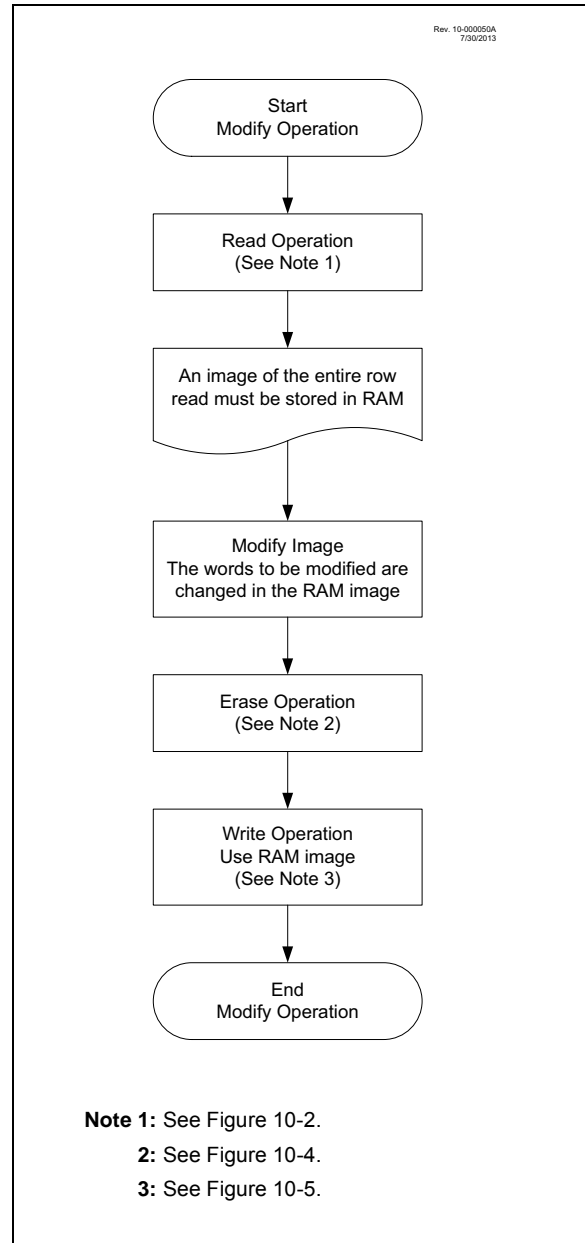 Rev. 10-000050A
7/30/2013
Start
Modify Operation
Read Operation
(See Note 1)
An image of the entire row
read must be stored in RAM
Modify Image
The words to be modified are
changed in the RAM image
Erase Operation
(See Note 2)
Write Operation
Use RAM image
(See Note 3)
End
Modify Operation
Note 1: See Figure 10-2.
2: See Figure 10-4.
3: See Figure 10-5.